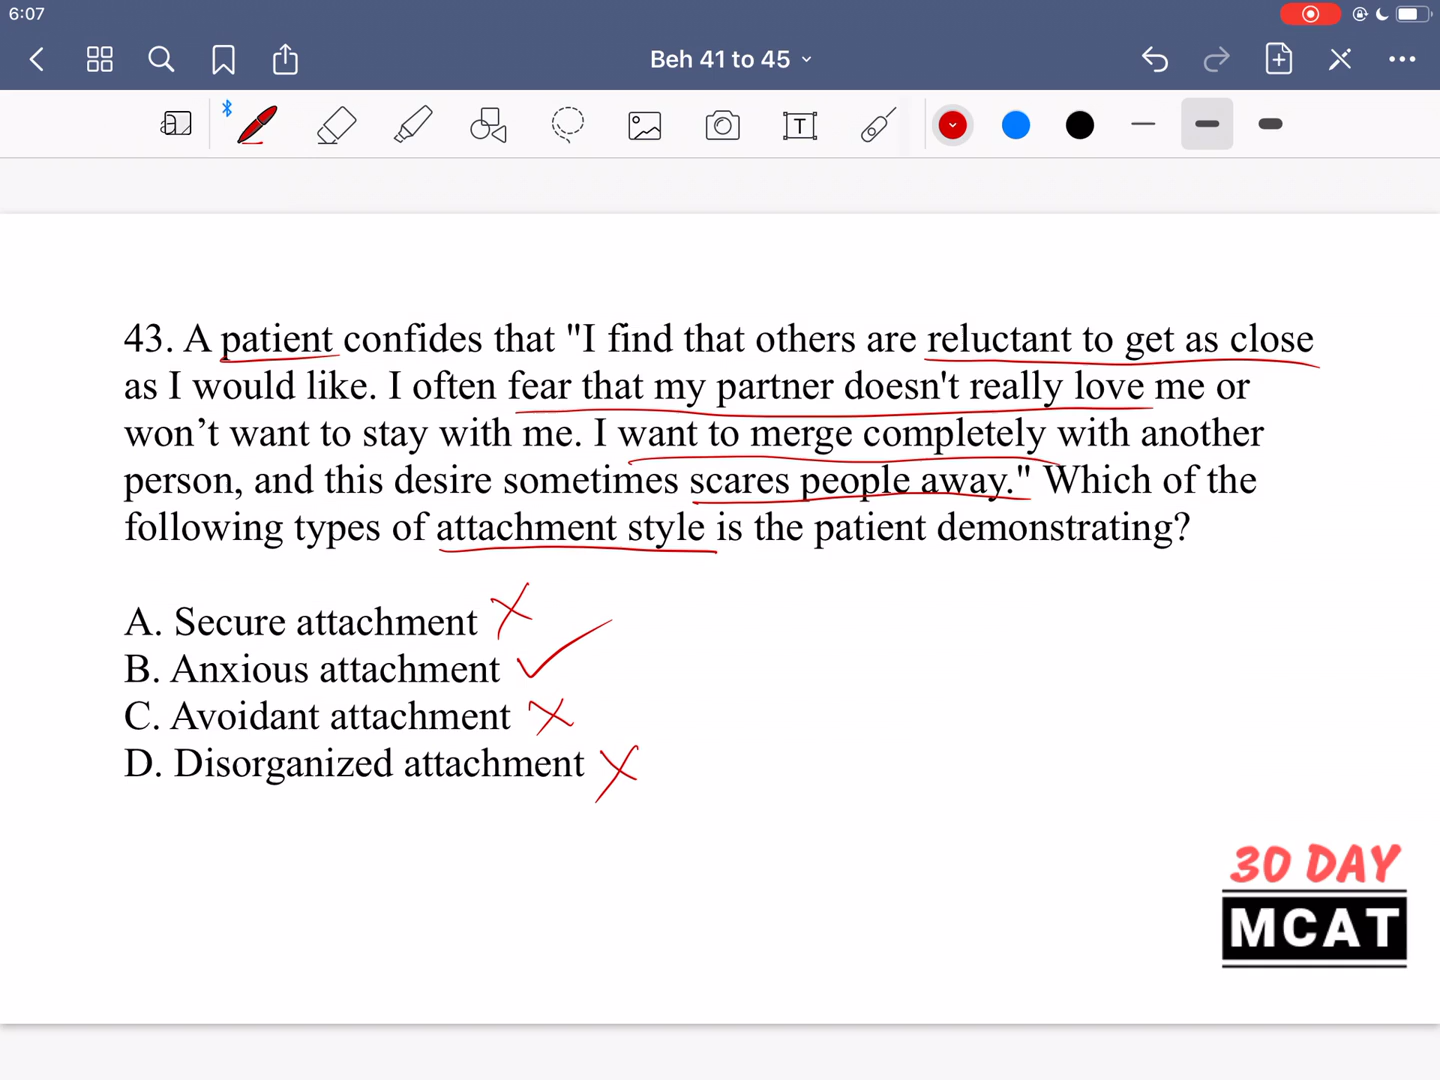 6:07
Beh 41 to 45
43. A patient confides that "I find that others are reluctant to get as close
as I would like. I often fear that my partner doesn't really love me or
won’t want to stay with me. I want to merge completely with another
person, and this desire sometimes scares people away." Which of the
following types of attachment style is the patient demonstrating?
A. Secure attachment
B. Anxious attachment
C. Avoidant attachment
D. Disorganized attachment
30 DAY
MCAT